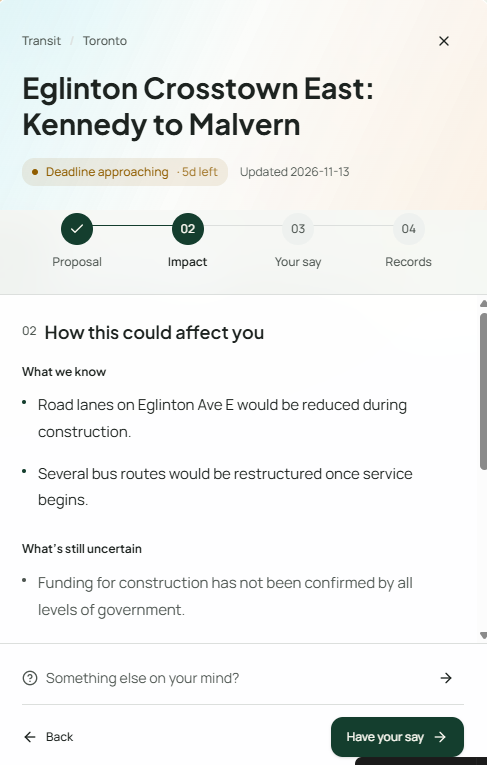 Transit / Toronto
Eglinton Crosstown East:
Kennedy to Malvern
Deadline approaching · 5d left Updated 2026-11-13
02 03 04
Proposal Impact Your say Records
02 How this could affect you
What we know
• Road lanes on Eglinton Ave E would be reduced during
construction.
• Several bus routes would be restructured once service
begins.
What's still uncertain
• Funding for construction has not been confirmed by all
levels of government.
Something else on your mind?
Back Have your say